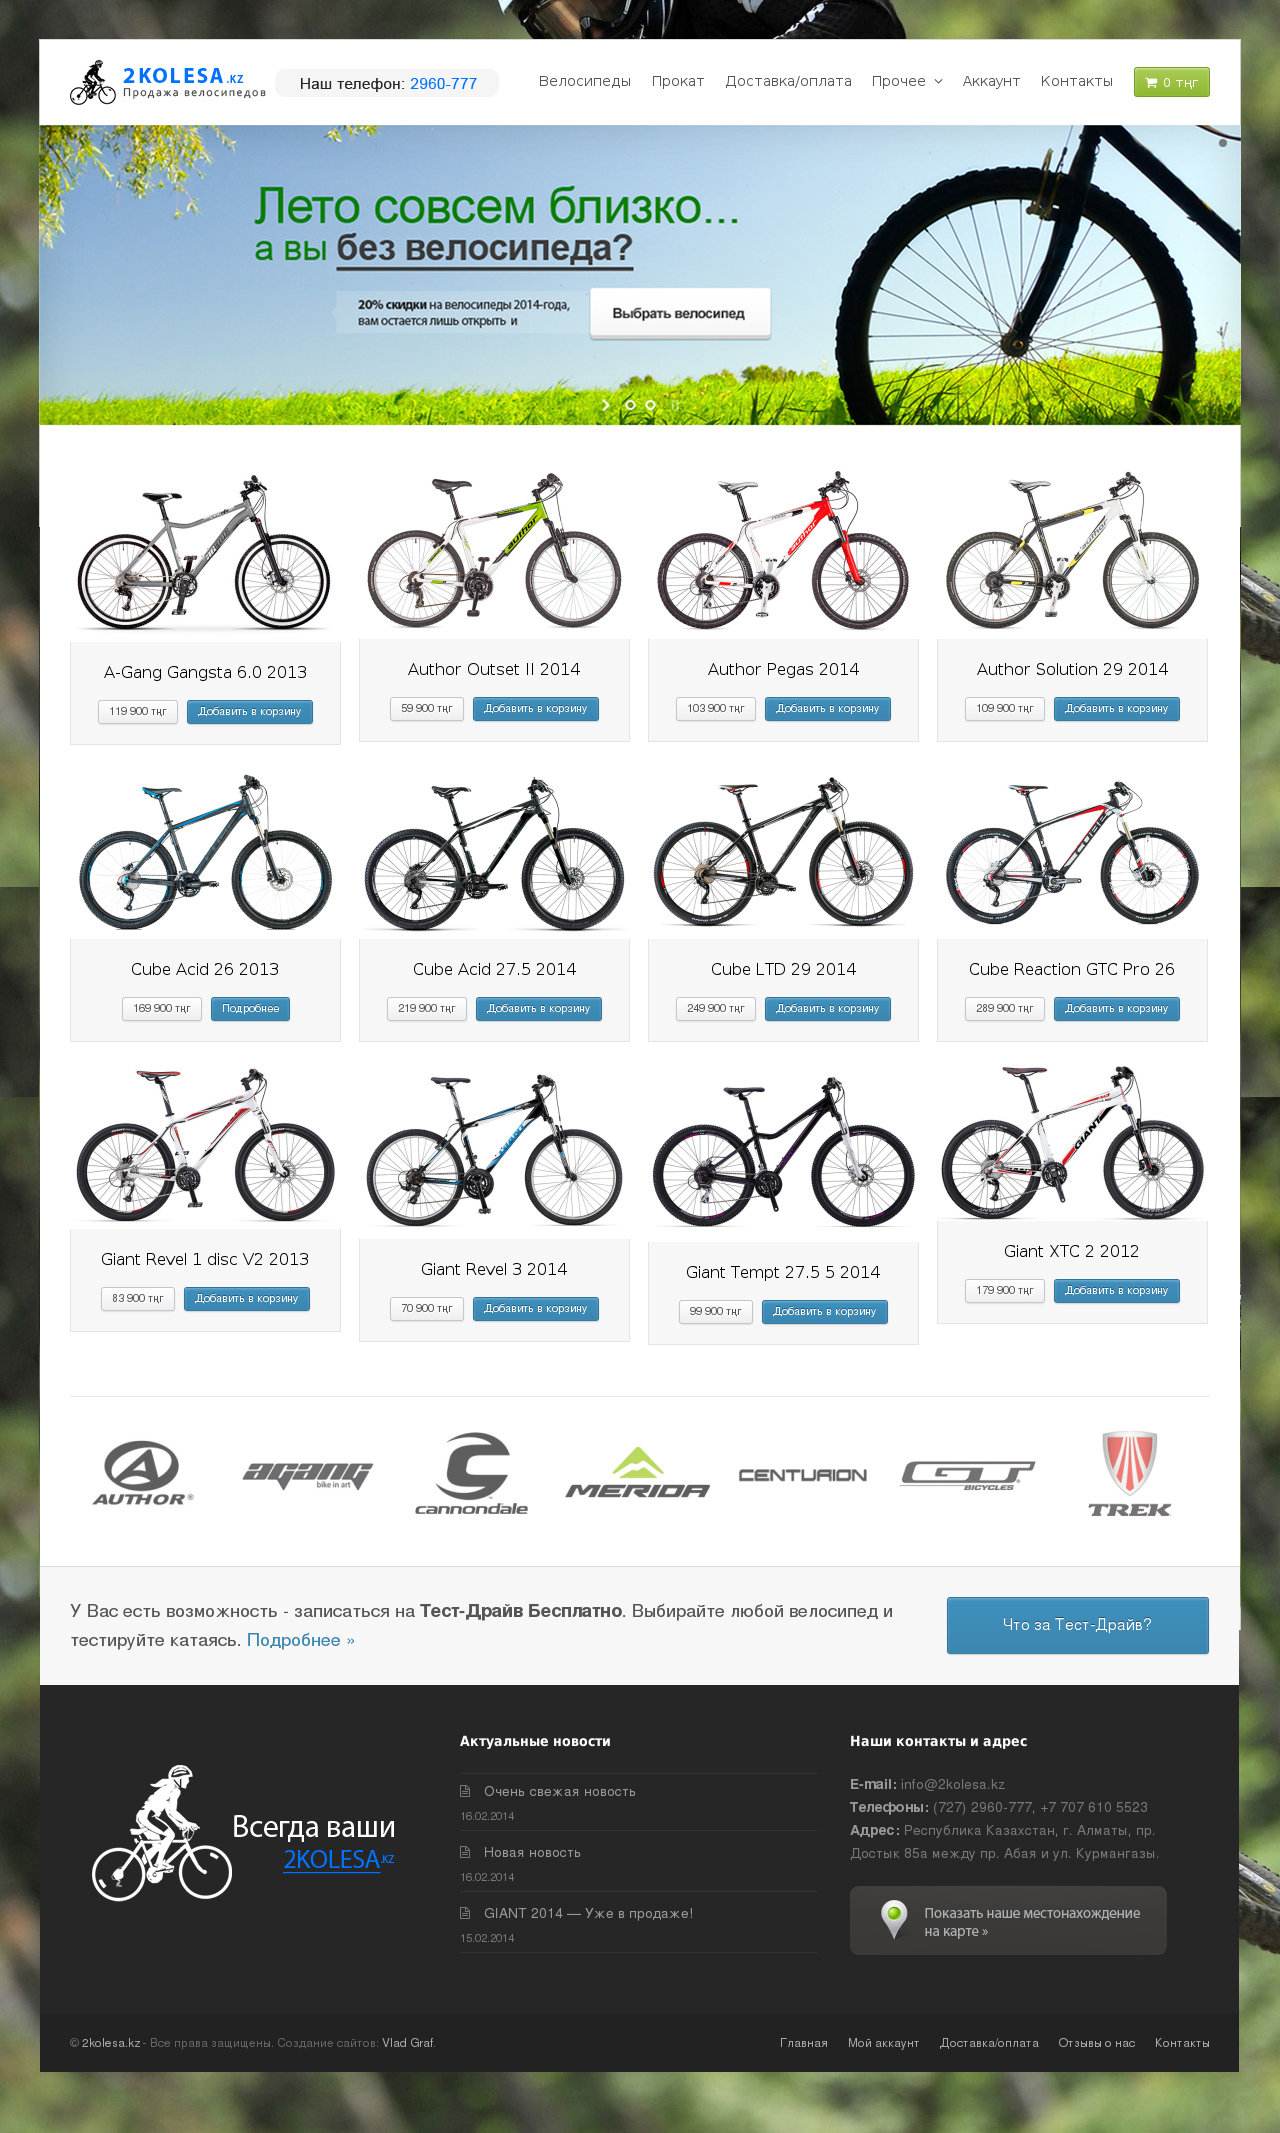 2KOLESA.KZ
Продажа велосипедов
Наш телефон: 2960-777
Велосипеды Прокат Доставка/оплата Прочее Аккаунт Контакты 0 тңг
Лето совсем близко...
а вы без велосипеда?
20% скидки на велосипеды 2014-года,
вам остается лишь открыть и
Выбрать велосипед
A-Gang Gangsta 6.0 2013
119 900 тңг Добавить в корзину
Author Outset II 2014
59 900 тңг Добавить в корзину
Author Pegas 2014
103 900 тңг Добавить в корзину
Author Solution 29 2014
109 900 тңг Добавить в корзину
Cube Acid 26 2013
169 900 тңг Подробнее
Cube Acid 27.5 2014
219 900 тңг Добавить в корзину
Cube LTD 29 2014
249 900 тңг Добавить в корзину
Cube Reaction GTC Pro 26
289 900 тңг Добавить в корзину
Giant Revel 1 disc V2 2013
83 900 тңг Добавить в корзину
Giant Revel 3 2014
70 900 тңг Добавить в корзину
Giant Tempt 27.5 5 2014
99 900 тңг Добавить в корзину
Giant XTC 2 2012
179 900 тңг Добавить в корзину
AUTHOR®
agang
bike in art
cannondale
MERIDA
CENTURION
GT
BICYCLES
TREK
У Вас есть возможность - записаться на Тест-Драйв Бесплатно. Выбирайте любой велосипед и
тестируйте катаясь. Подробнее »
Что за Тест-Драйв?
Всегда ваши
2KOLESA.KZ
Актуальные новости
Очень свежая новость
16.02.2014
Новая новость
16.02.2014
GIANT 2014 — Уже в продаже!
15.02.2014
Наши контакты и адрес
E-mail: info@2kolesa.kz
Телефоны: (727) 2960-777, +7 707 610 5523
Адрес: Республика Казахстан, г. Алматы, пр.
Достык 85а между пр. Абая и ул. Курмангазы.
Показать наше местонахождение
на карте »
© 2kolesa.kz - Все права защищены. Создание сайтов: Vlad Graf.
Главная Мой аккаунт Доставка/оплата Отзывы о нас Контакты